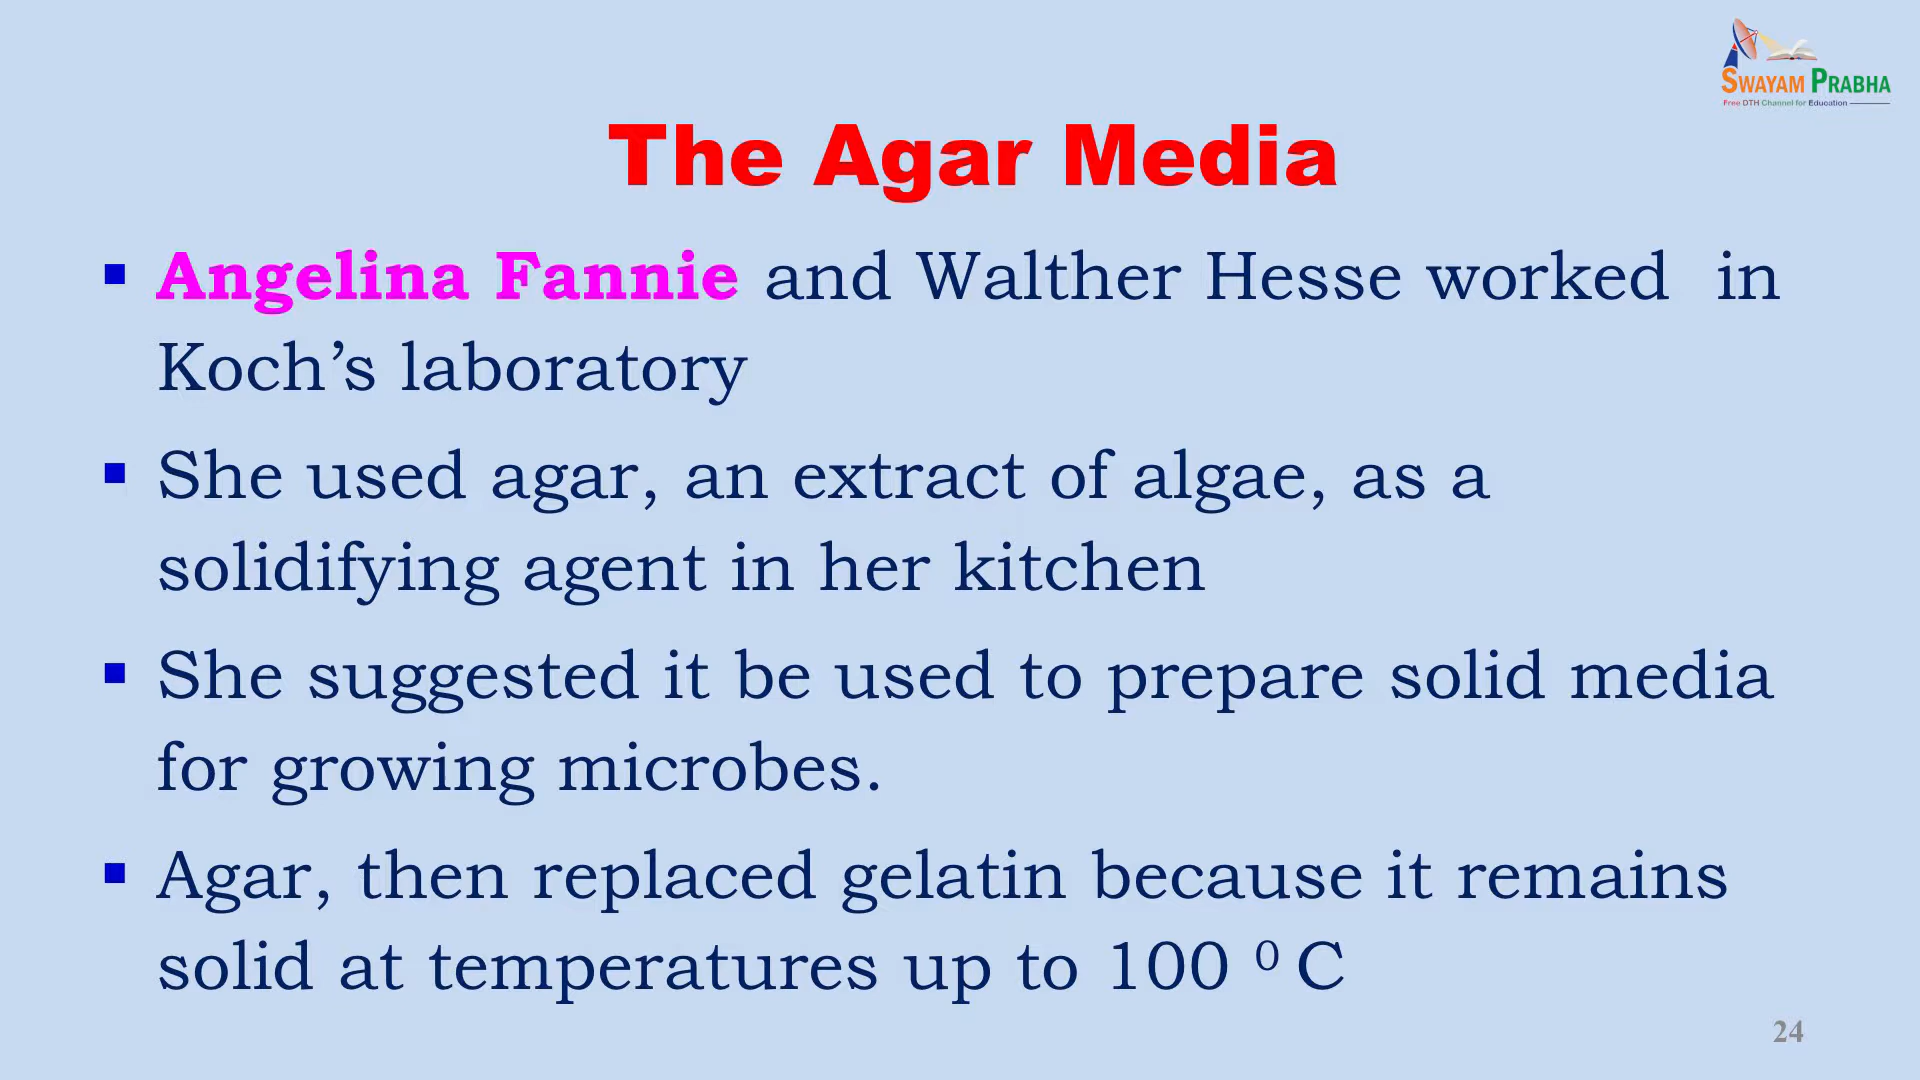 SWAYAM PRABHA
Free DTH Channel for Education
The Agar Media
▪ Angelina Fannie and Walther Hesse worked in
Koch’s laboratory
▪ She used agar, an extract of algae, as a
solidifying agent in her kitchen
▪ She suggested it be used to prepare solid media
for growing microbes.
▪ Agar, then replaced gelatin because it remains
solid at temperatures up to 100 ⁰ C
24